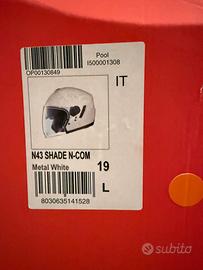 Pool
I500001308
OP00130849
IT
N43 SHADE N-COM
Metal White
19
L
8030635141528
subito